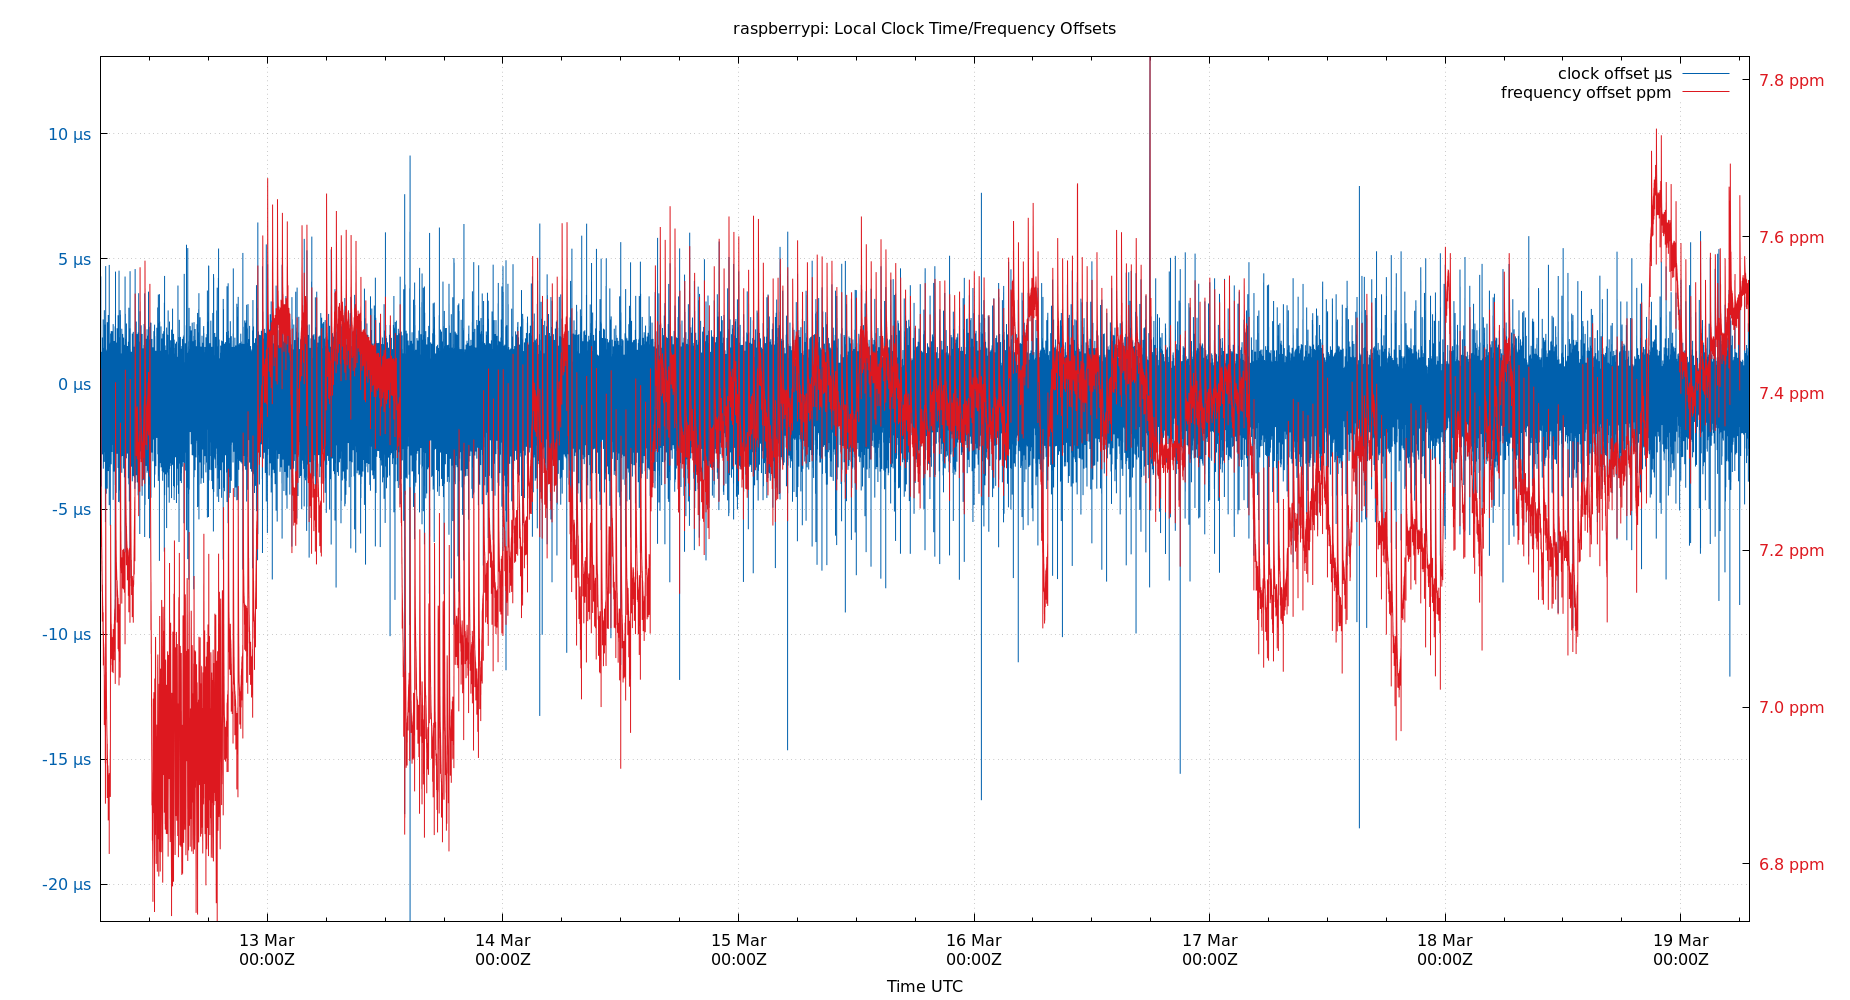 raspberrypi: Local Clock Time/Frequency Offsets
clock offset µs
frequency offset ppm
10 µs
5 µs
0 µs
-5 µs
-10 µs
-15 µs
-20 µs
7.8 ppm
7.6 ppm
7.4 ppm
7.2 ppm
7.0 ppm
6.8 ppm
13 Mar
00:00Z
14 Mar
00:00Z
15 Mar
00:00Z
16 Mar
00:00Z
17 Mar
00:00Z
18 Mar
00:00Z
19 Mar
00:00Z
Time UTC